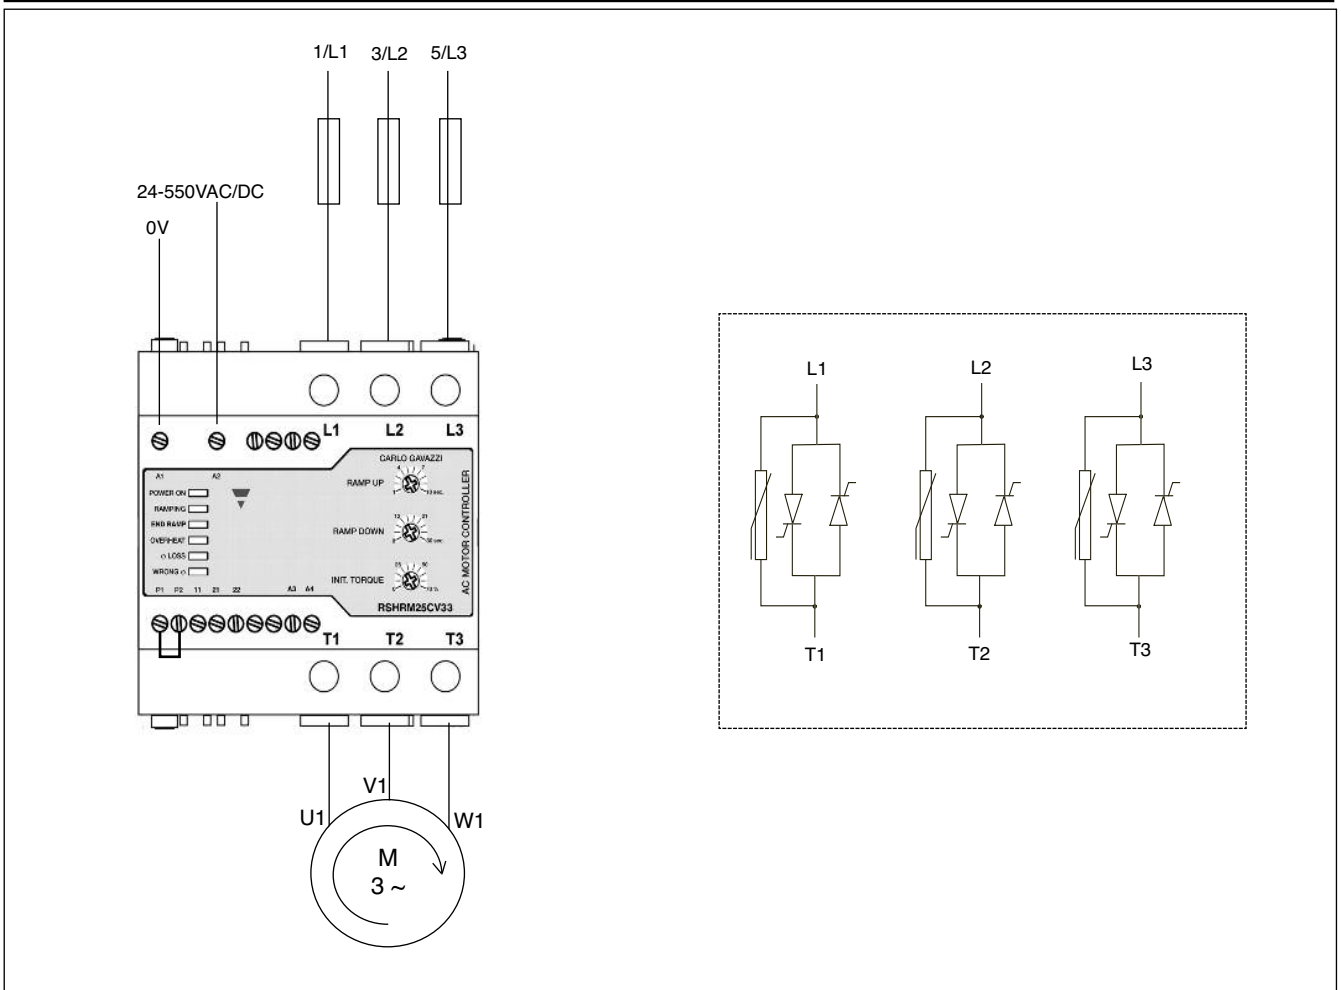 1/L1 3/L2 5/L3
24-550VAC/DC
0V
L1 L2 L3
CARLO GAVAZZI
A1 A2
RAMP UP
POWER ON
RAMPING
END RAMP
RAMP DOWN
OVERHEAT
LOSS
WRONG
INIT. TORQUE
AC MOTOR CONTROLLER
P1 P2 11 21 22 A3 A4
RSHRM25CV33
T1 T2 T3
V1
U1 W1
M
3 ~
L1 L2 L3
T1 T2 T3